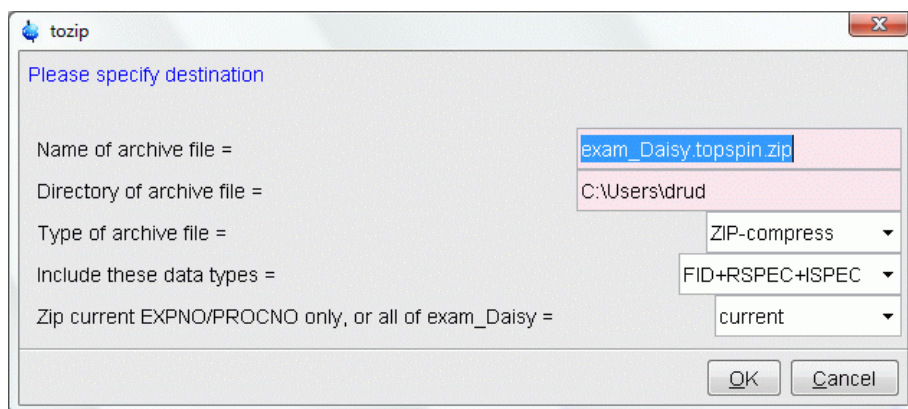 tozip
Please specify destination
Name of archive file = exam_Daisy.topspin.zip
Directory of archive file = C:\Users\drud
Type of archive file = ZIP-compress
Include these data types = FID+RSPEC+ISPEC
Zip current EXPNO/PROCNO only, or all of exam_Daisy = current
OK Cancel